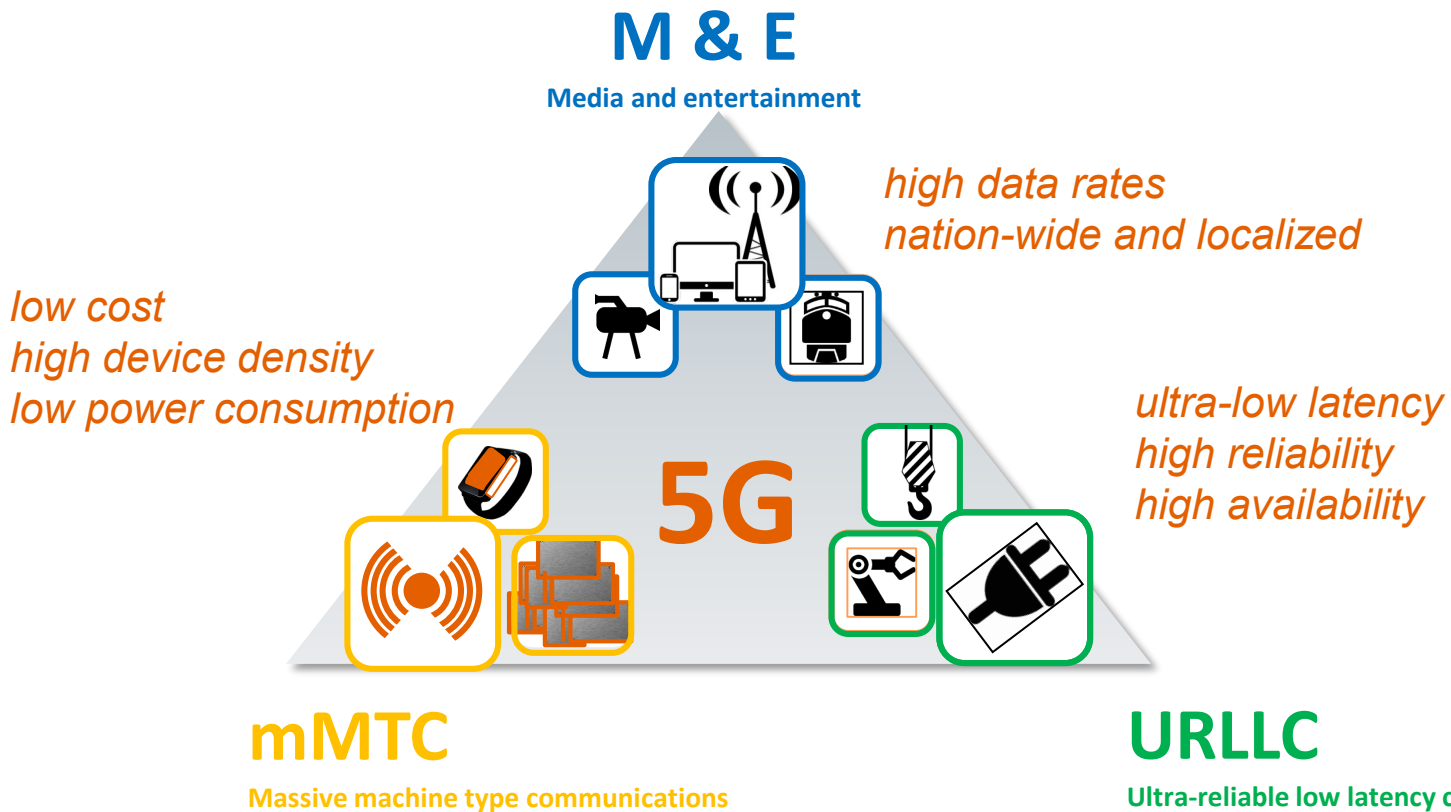 M & E
Media and entertainment
high data rates
nation-wide and localized
low cost
high device density
low power consumption
ultra-low latency
high reliability
high availability
5G
mMTC
Massive machine type communications
URLLC
Ultra-reliable low latency